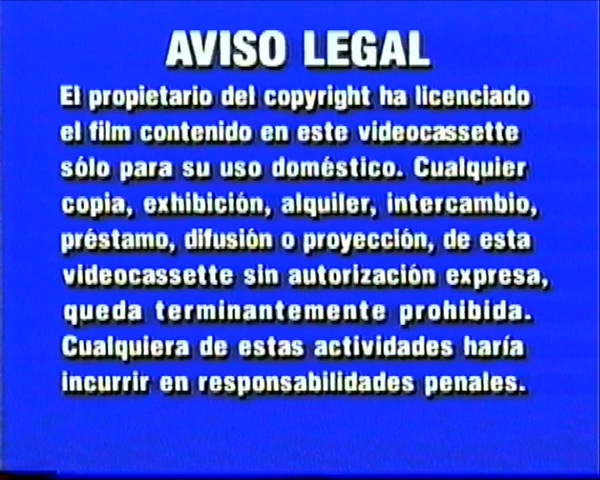 AVISO LEGAL
El propietario del copyright ha licenciado
el film contenido en este videocassette
sólo para su uso doméstico. Cualquier
copia, exhibición, alquiler, intercambio,
préstamo, difusión o proyección, de esta
videocassette sin autorización expresa,
queda terminantemente prohibida.
Cualquiera de estas actividades haría
incurrir en responsabilidades penales.